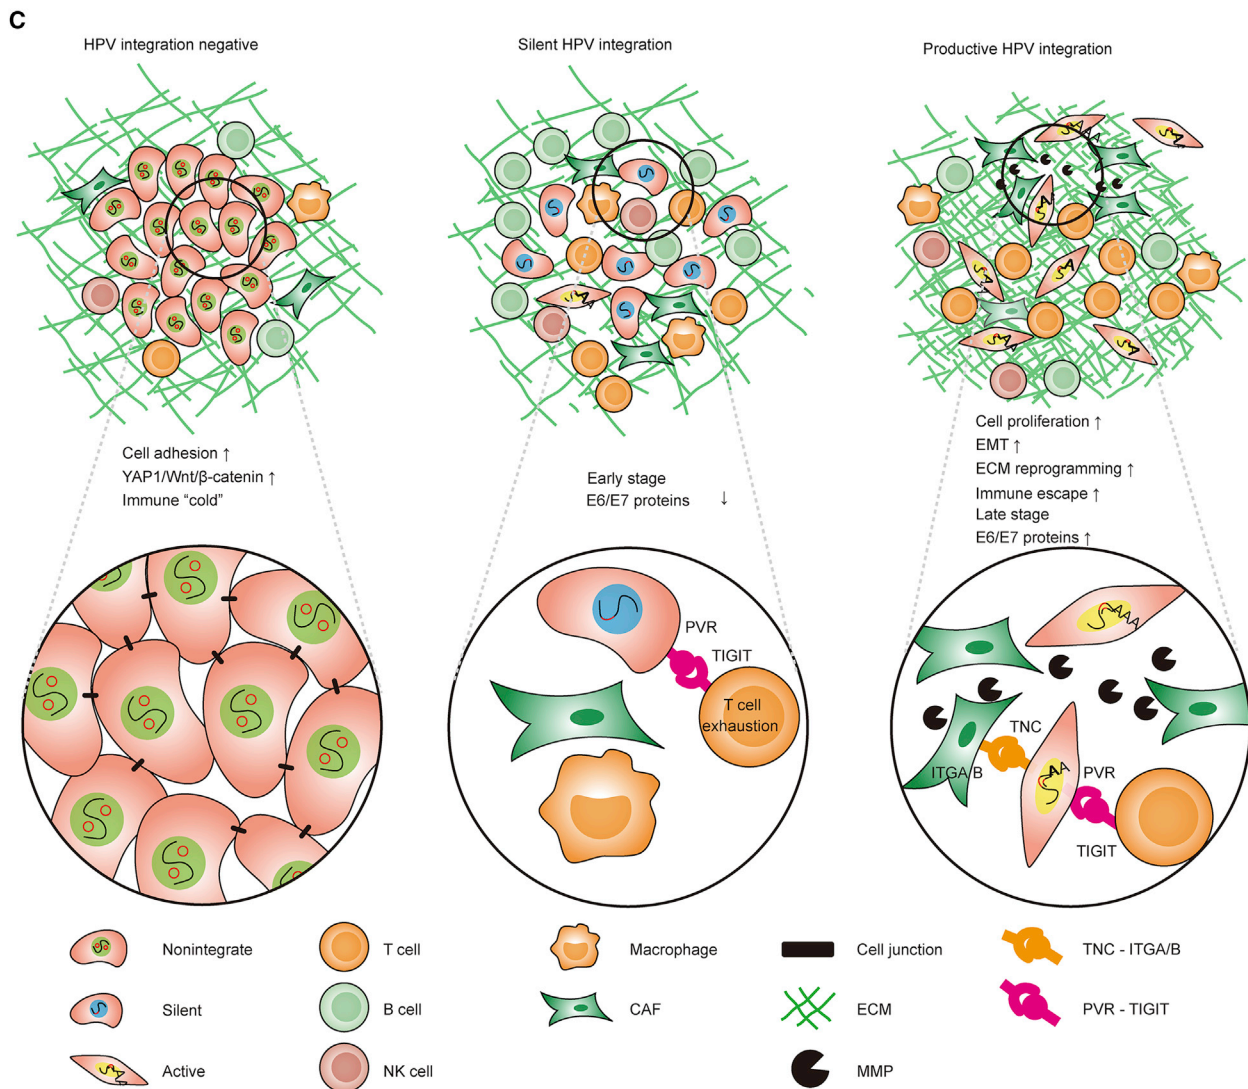 C
HPV integration negative
Silent HPV integration
Productive HPV integration
Cell adhesion ↑
YAP1/Wnt/β-catenin ↑
Immune “cold”
Early stage
E6/E7 proteins ↓
Cell proliferation ↑
EMT ↑
ECM reprogramming ↑
Immune escape ↑
Late stage
E6/E7 proteins ↑
PVR
TIGIT
T cell
exhaustion
TNC
ITGA/B
AAA
AA
PVR
TIGIT
Nonintegrate
T cell
Macrophage
Cell junction
TNC - ITGA/B
Silent
B cell
CAF
ECM
PVR - TIGIT
Active
NK cell
MMP